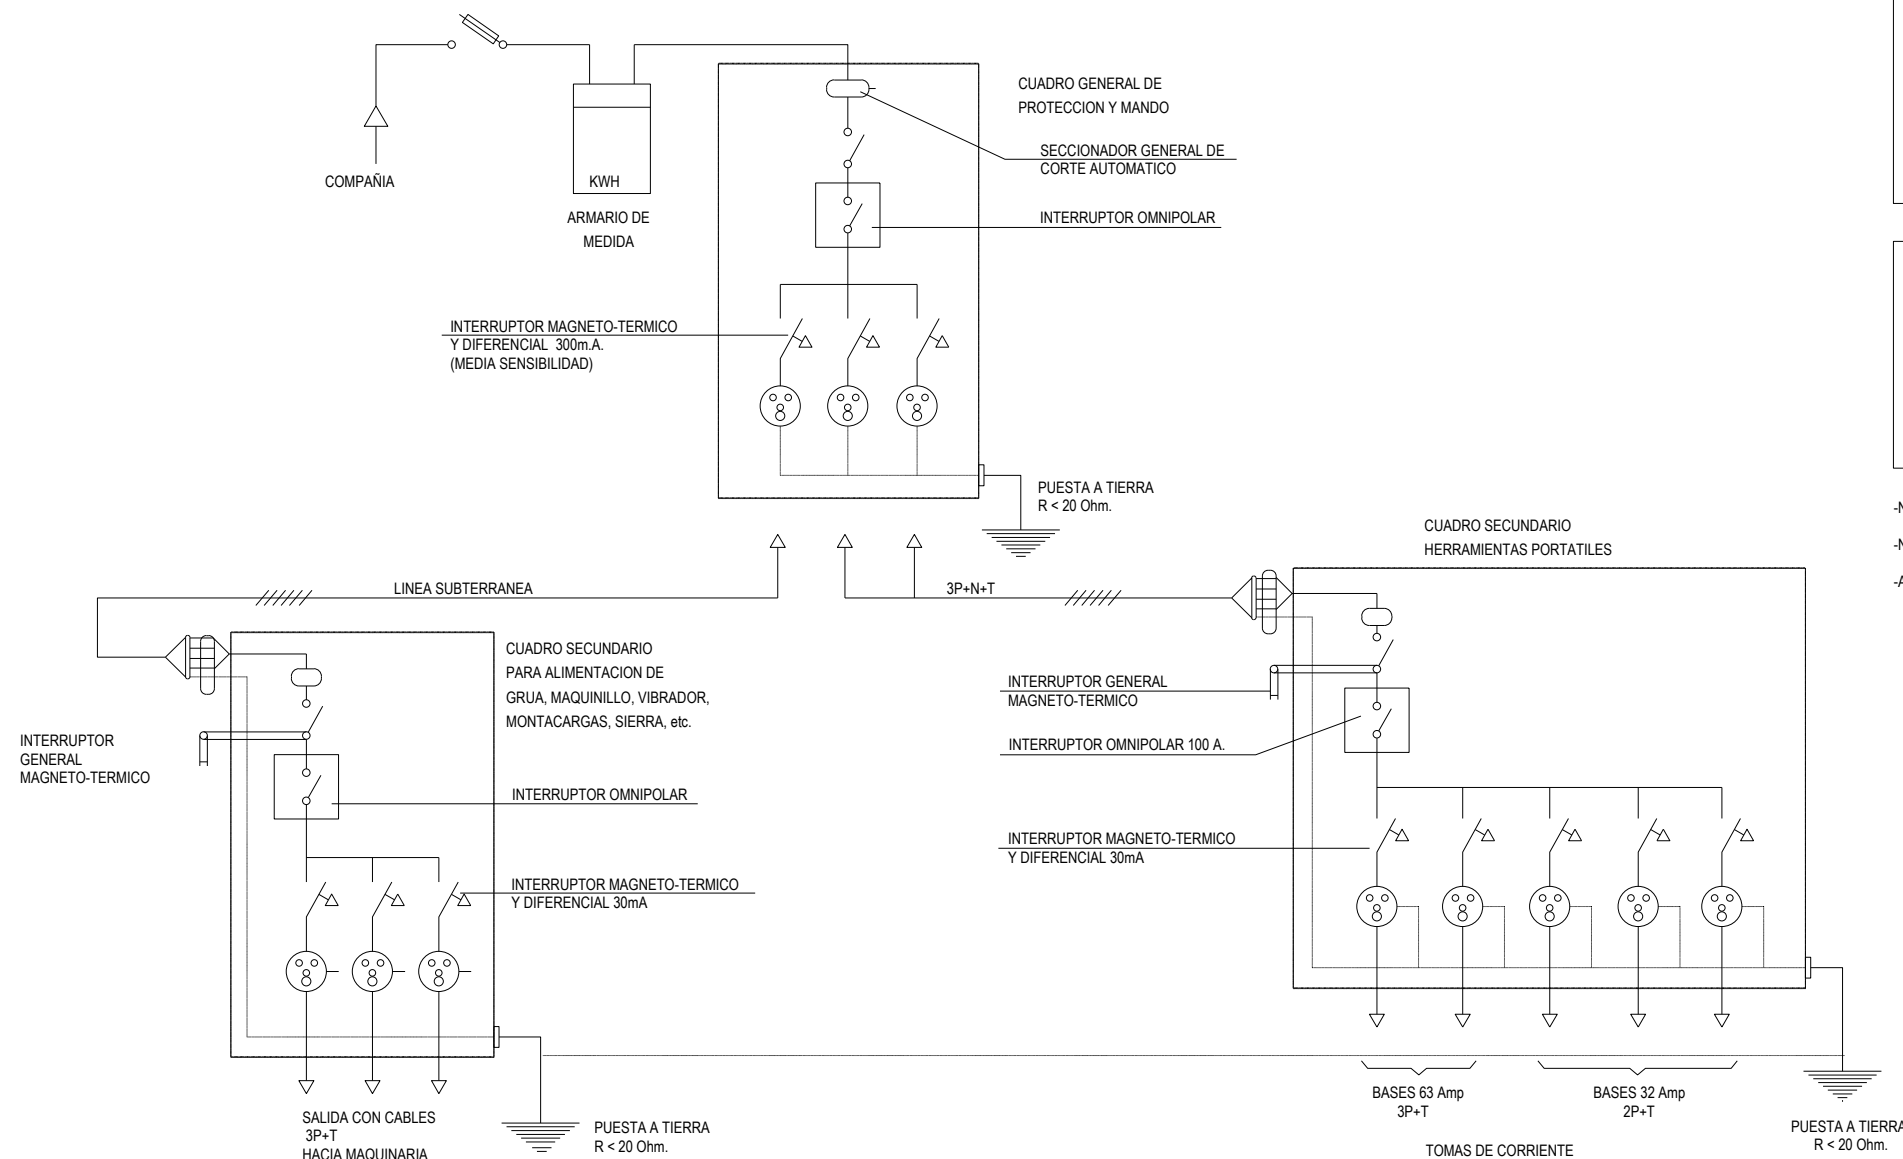 COMPAÑIA
KWH
ARMARIO DE
MEDIDA
CUADRO GENERAL DE
PROTECCION Y MANDO
SECCIONADOR GENERAL DE
CORTE AUTOMATICO
INTERRUPTOR OMNIPOLAR
INTERRUPTOR MAGNETO-TERMICO
Y DIFERENCIAL 300m.A.
(MEDIA SENSIBILIDAD)
PUESTA A TIERRA
R < 20 Ohm.
LINEA SUBTERRANEA
3P+N+T
CUADRO SECUNDARIO
HERRAMIENTAS PORTATILES
CUADRO SECUNDARIO
PARA ALIMENTACION DE
GRUA, MAQUINILLO, VIBRADOR,
MONTACARGAS, SIERRA, etc.
INTERRUPTOR
GENERAL
MAGNETO-TERMICO
INTERRUPTOR OMNIPOLAR
INTERRUPTOR MAGNETO-TERMICO
Y DIFERENCIAL 30mA
SALIDA CON CABLES
3P+T
HACIA MAQUINARIA
PUESTA A TIERRA
R < 20 Ohm.
INTERRUPTOR GENERAL
MAGNETO-TERMICO
INTERRUPTOR OMNIPOLAR 100 A.
INTERRUPTOR MAGNETO-TERMICO
Y DIFERENCIAL 30mA
BASES 63 Amp
3P+T
BASES 32 Amp
2P+T
TOMAS DE CORRIENTE
PUESTA A TIERRA
R < 20 Ohm.